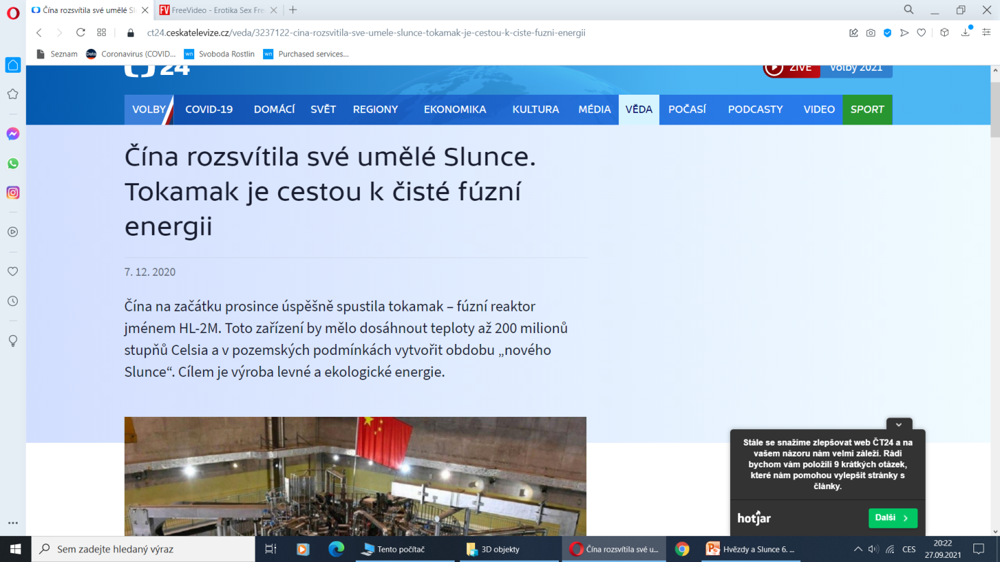 Čína rozsvítila své umělé Sl
FreeVideo - Erotika Sex Fre
ct24.ceskatelevize.cz/veda/3237122-cina-rozsvitila-sve-umele-slunce-tokamak-je-cestou-k-ciste-fuzni-energii
Seznam
Coronavirus (COVID...
Svoboda Rostlin
Purchased services...
24
ŽIVĚ
Volby 2021
VOLBY
COVID-19
DOMÁCÍ
SVĚT
REGIONY
EKONOMIKA
KULTURA
MÉDIA
VĚDA
POČASÍ
PODCASTY
VIDEO
SPORT
Čína rozsvítila své umělé Slunce.
Tokamak je cestou k čisté fúzní
energii
7. 12. 2020
Čína na začátku prosince úspěšně spustila tokamak – fúzní reaktor
jménem HL-2M. Toto zařízení by mělo dosáhnout teploty až 200 milionů
stupňů Celsia a v pozemských podmínkách vytvořit obdobu „nového
Slunce“. Cílem je výroba levné a ekologické energie.
Stále se snažíme zlepšovat web ČT24 a na
vašem názoru nám velmi záleží. Rádi
bychom vám položili 9 krátkých otázek,
které nám pomohou vylepšit stránky s
články.
hotjar
Další
Sem zadejte hledaný výraz
Tento počítač
3D objekty
Čína rozsvítila své u...
Hvězdy a Slunce 6. ...
CES
20:22
27.09.2021